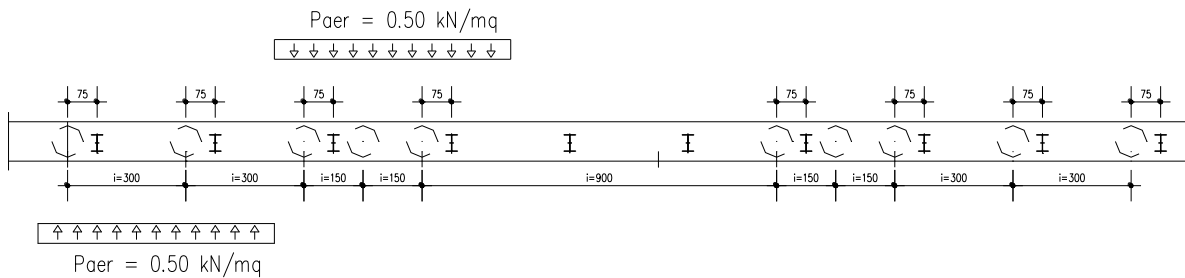 Paer = 0.50 kN/mq
75 75 75 75 75 75 75 75
i=300 i=300 i=150 i=150 i=900 i=150 i=150 i=300 i=300
Paer = 0.50 kN/mq